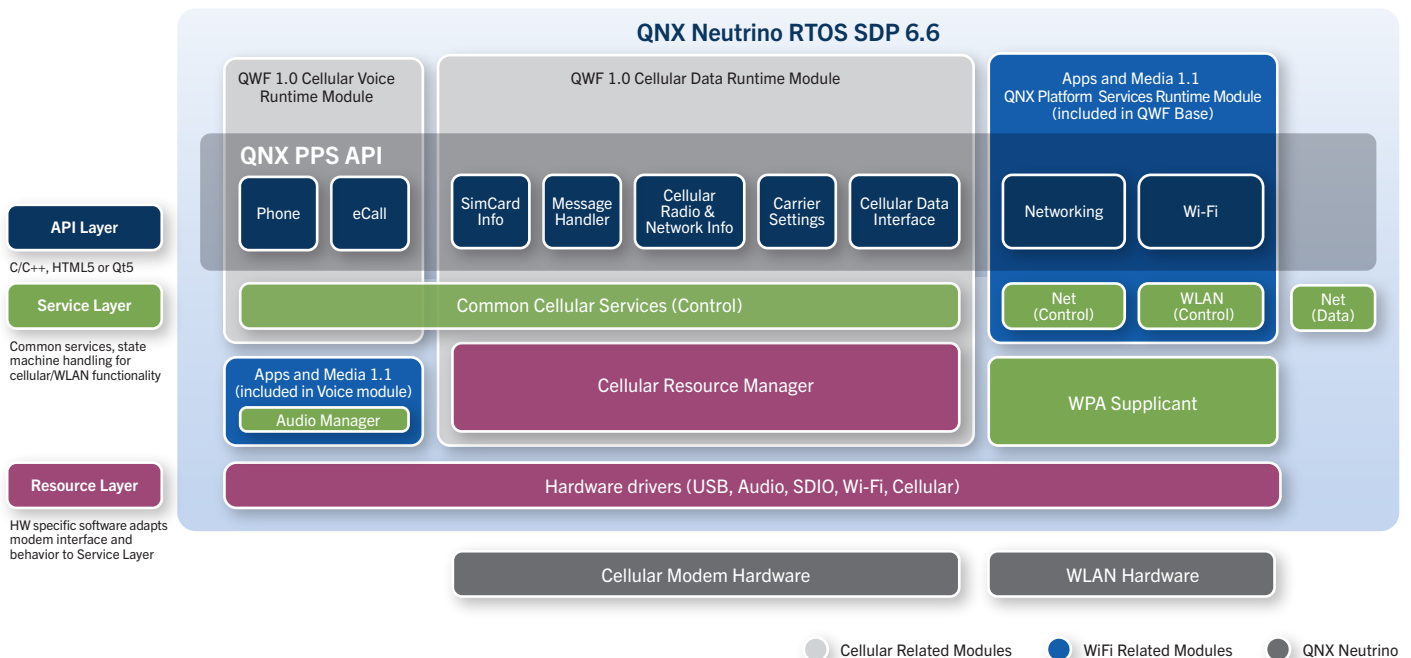 QNX Neutrino RTOS SDP 6.6
QWF 1.0 Cellular Voice
Runtime Module
QWF 1.0 Cellular Data Runtime Module
Apps and Media 1.1
QNX Platform Services Runtime Module
(included in QWF Base)
QNX PPS API
Phone
eCall
SimCard
Info
Message
Handler
Cellular
Radio &
Network Info
Carrier
Settings
Cellular Data
Interface
Networking
Wi-Fi
API Layer
C/C++, HTML5 or Qt5
Service Layer
Common services, state
machine handling for
cellular/WLAN functionality
Common Cellular Services (Control)
Net
(Control)
WLAN
(Control)
Net
(Data)
Apps and Media 1.1
(included in Voice module)
Audio Manager
Cellular Resource Manager
WPA Supplicant
Resource Layer
HW specific software adapts
modem interface and
behavior to Service Layer
Hardware drivers (USB, Audio, SDIO, Wi-Fi, Cellular)
Cellular Modem Hardware
WLAN Hardware
Cellular Related Modules
WiFi Related Modules
QNX Neutrino